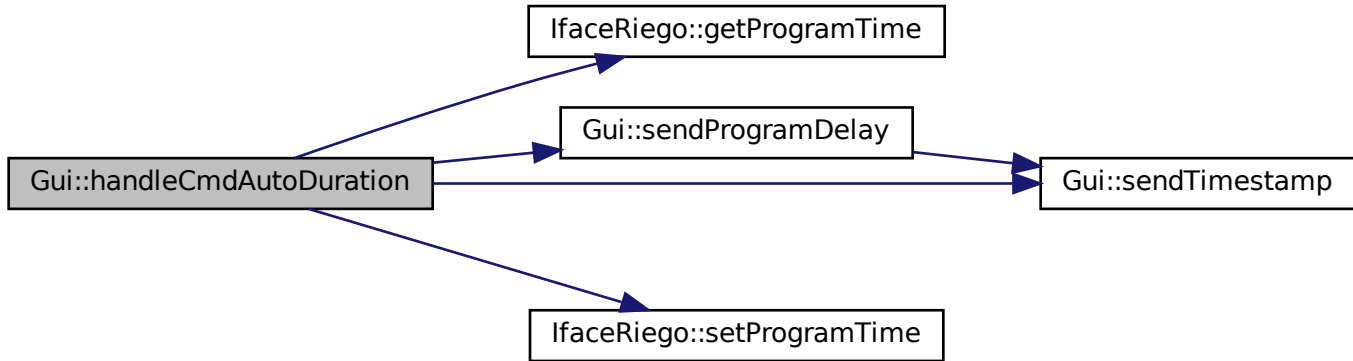 IfaceRiego::getProgramTime
Gui::sendProgramDelay
Gui::handleCmdAutoDuration
Gui::sendTimestamp
IfaceRiego::setProgramTime